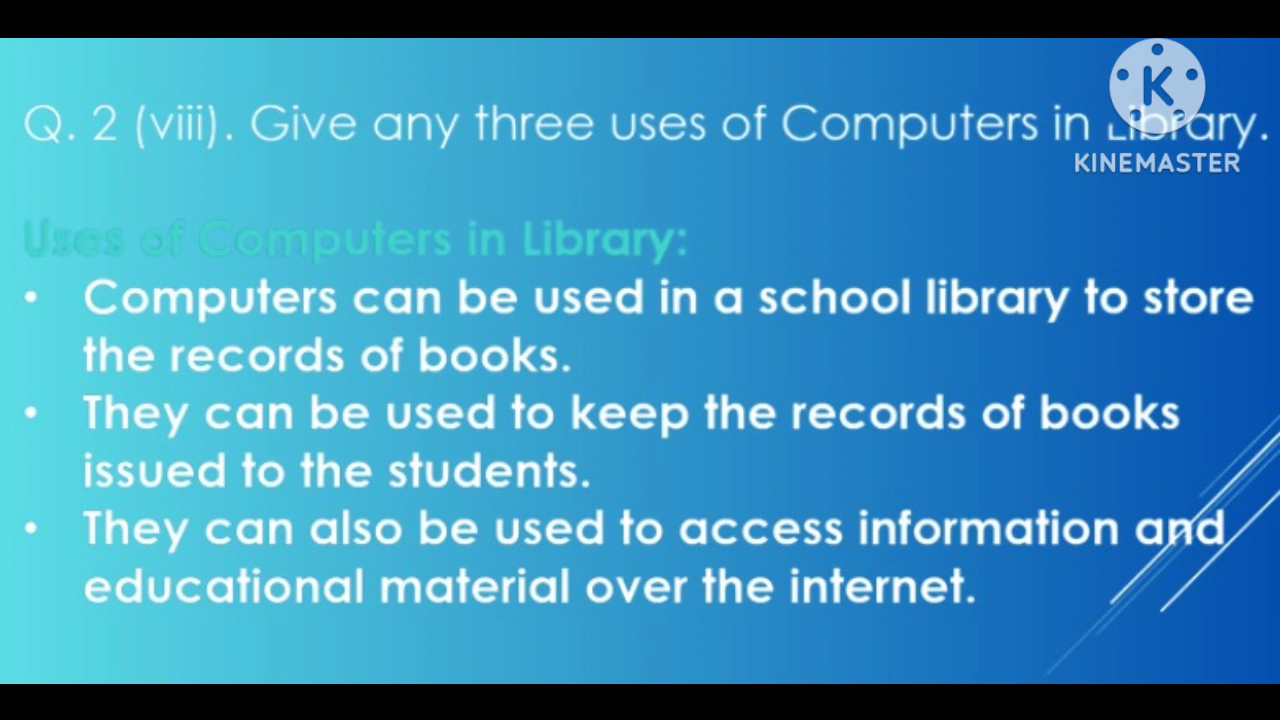 Q. 2 (viii). Give any three uses of Computers in Library.
KINEMASTER
Uses of Computers in Library:
• Computers can be used in a school library to store
the records of books.
• They can be used to keep the records of books
issued to the students.
• They can also be used to access information and
educational material over the internet.